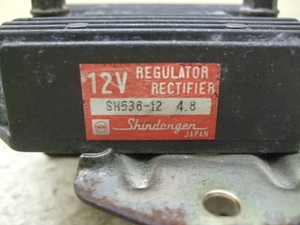 12V REGULATOR
RECTIFIER
SH538-12 4.8
Shindengen
JAPAN